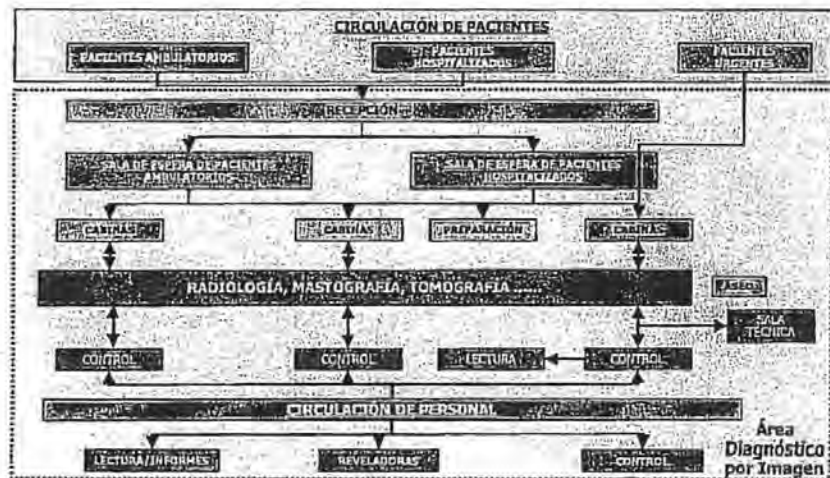 CIRCULACIÓN DE PACIENTES
PACIENTES AMBULATORIOS
PACIENTES
HOSPITALIZADOS
PACIENTES
URGENTES
RECEPCIÓN
SALA DE ESPERA DE PACIENTES
AMBULATORIOS
SALA DE ESPERA DE PACIENTES
HOSPITALIZADOS
CABINAS
CABINAS
PREPARACIÓN
CABINAS
RADIOLOGÍA, MASTOGRAFÍA, TOMOGRAFÍA ......
SALA
TÉCNICA
CONTROL
CONTROL
LECTURA
CONTROL
CIRCULACIÓN DE PERSONAL
LECTURA/INFORMES
REVELADORAS
CONTROL
Área
Diagnóstico
por Imagen